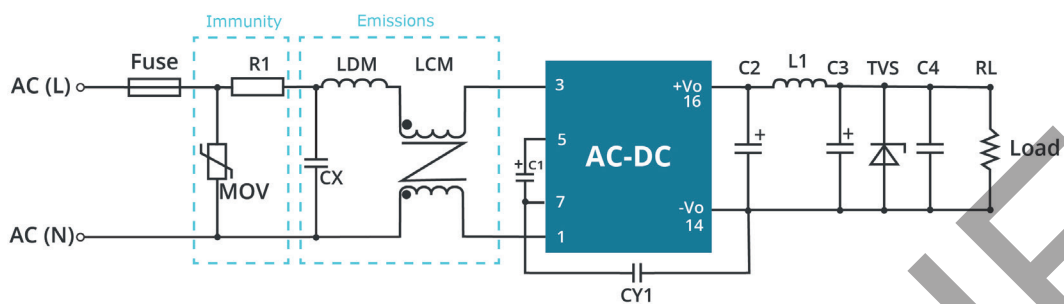 Immunity
Emissions
Fuse
R1
LDM
LCM
C2
L1
C3
TVS
C4
RL
AC (L)
3
+Vo
16
5
+
C1
AC-DC
+
+
Load
MOV
CX
7
-Vo
14
AC (N)
1
CY1